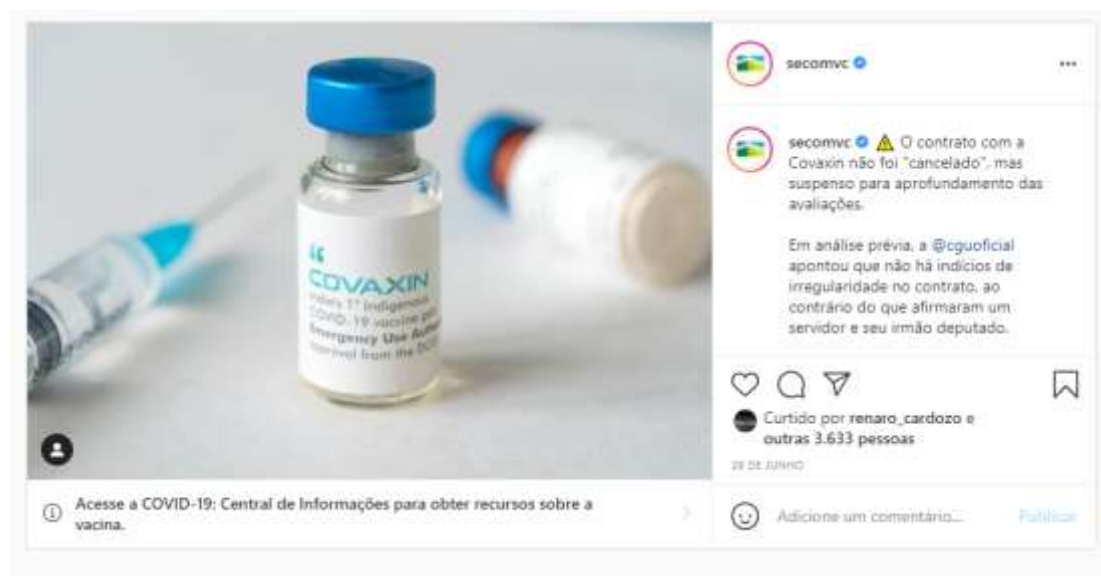 COVAXIN
India's 1st Indigenous
COVID-19 vaccine
Emergency Use
approval from the
secomvc
secomvc ⚠ O contrato com a
Covaxin não foi "cancelado", mas
suspenso para aprofundamento das
avaliações.
Em análise prévia, a @cguoficial
apontou que não há indícios de
irregularidade no contrato, ao
contrário do que afirmaram um
servidor e seu irmão deputado.
Curtido por renaro_cardozo e
outras 3.633 pessoas
DE JUNHO
Acesse a COVID-19: Central de Informações para obter recursos sobre a
vacina.
Adicione um comentário...
Publicar